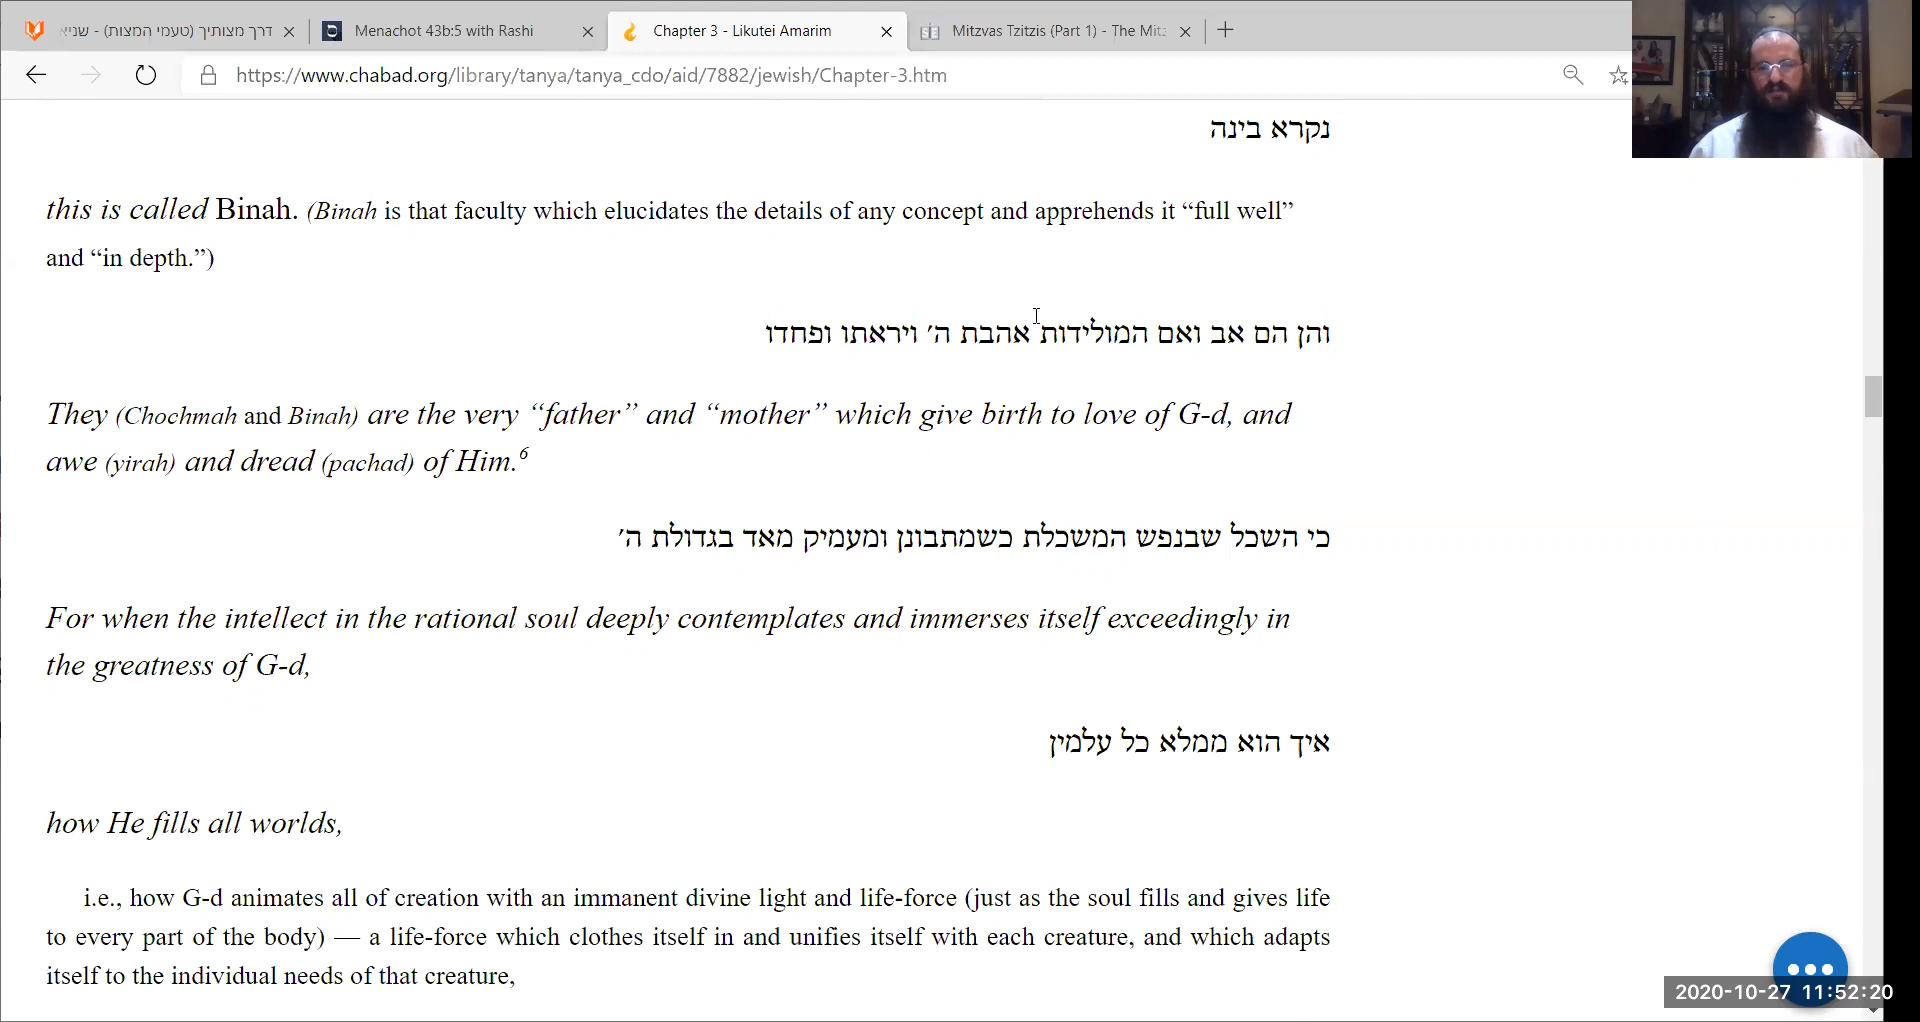 דרך מצותיך (טעמי המצות) - שניא
Menachot 43b:5 with Rashi
Chapter 3 - Likutei Amarim
Mitzvas Tzitzis (Part 1) - The Mitz
https://www.chabad.org/library/tanya/tanya_cdo/aid/7882/jewish/Chapter-3.htm
נקרא בינה
this is called Binah. (Binah is that faculty which elucidates the details of any concept and apprehends it “full well”
and “in depth.”)
והן הם אב ואם המולידות אהבת ה׳ ויראתו ופחדו
They (Chochmah and Binah) are the very “father” and “mother” which give birth to love of G-d, and
awe (yirah) and dread (pachad) of Him.6
כי השכל שבנפש המשכלת כשמתבונן ומעמיק מאד בגדולת ה׳
For when the intellect in the rational soul deeply contemplates and immerses itself exceedingly in
the greatness of G-d,
איך הוא ממלא כל עלמין
how He fills all worlds,
i.e., how G-d animates all of creation with an immanent divine light and life-force (just as the soul fills and gives life
to every part of the body) — a life-force which clothes itself in and unifies itself with each creature, and which adapts
itself to the individual needs of that creature,
2020-10-27 11:52:20